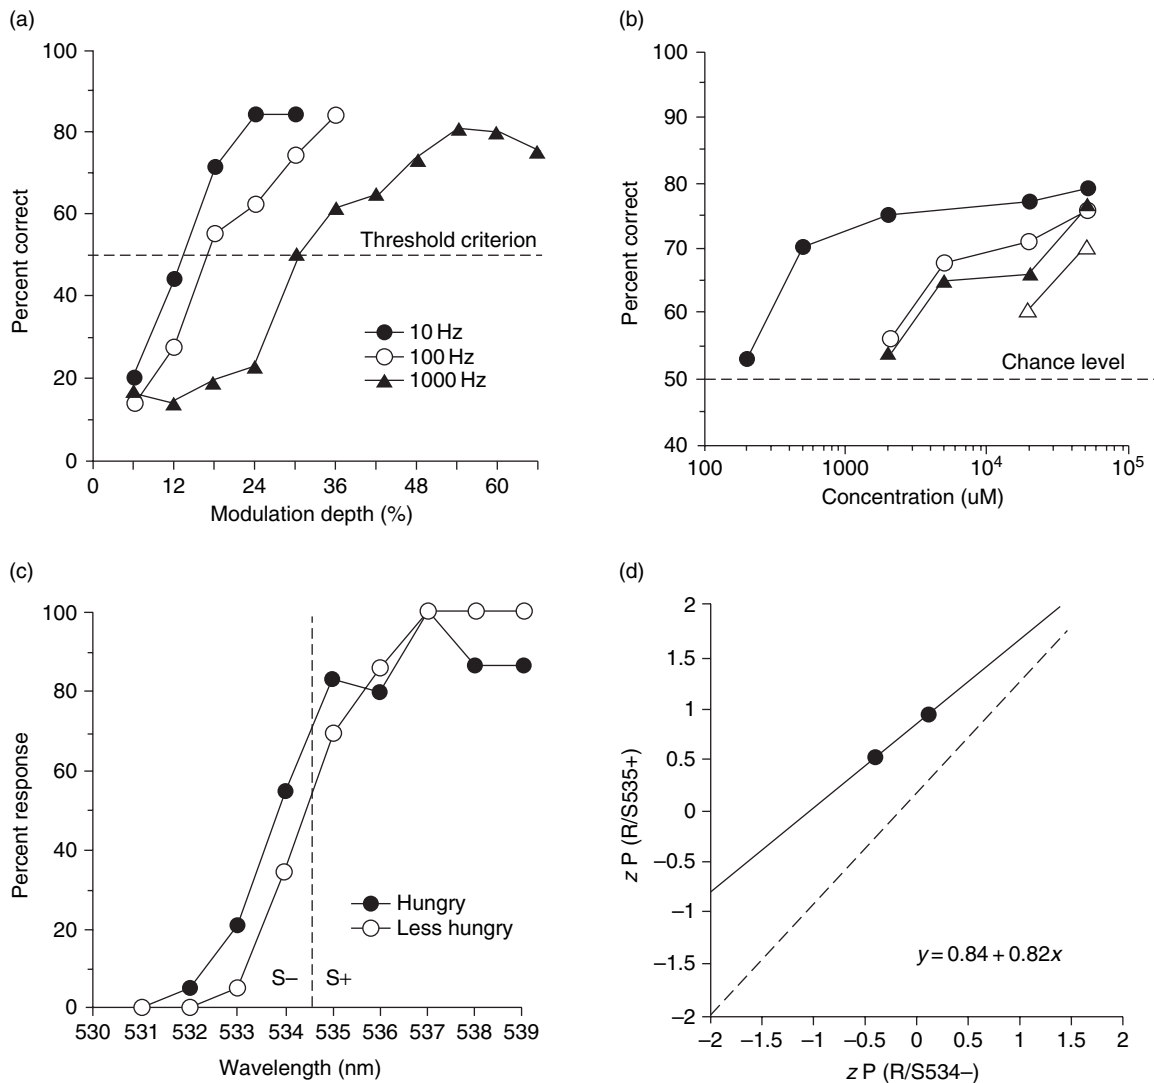 (a)
100
80
60
40
20
0
Percent correct
Threshold criterion
10 Hz
100 Hz
1000 Hz
0 12 24 36 48 60
Modulation depth (%)
(b)
100
90
80
70
60
50
40
Percent correct
Chance level
100 1000 10⁴ 10⁵
Concentration (uM)
(c)
100
80
60
40
20
0
Percent response
Hungry
Less hungry
S– S+
530 531 532 533 534 535 536 537 538 539
Wavelength (nm)
(d)
2
1.5
1
0.5
0
–0.5
–1
–1.5
–2
z P (R/S535+)
y = 0.84 + 0.82x
–2 –1.5 –1 –0.5 0 0.5 1 1.5 2
z P (R/S534–)